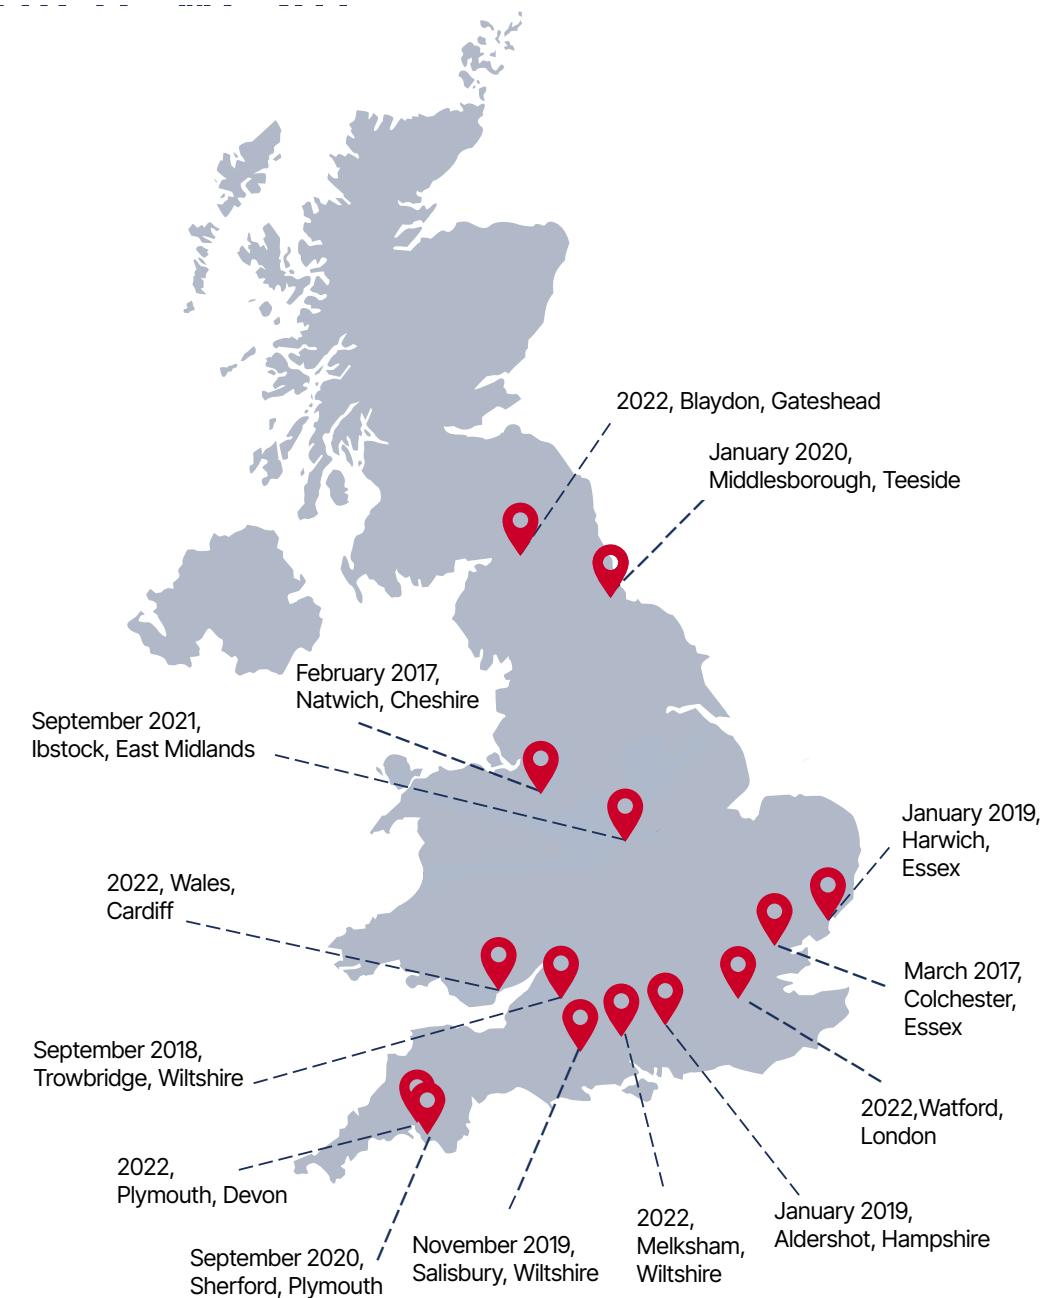 2022, Blaydon, Gateshead
January 2020,
Middlesborough, Teeside
February 2017,
Natwich, Cheshire
September 2021,
Ibstock, East Midlands
January 2019,
Harwich,
Essex
2022, Wales,
Cardiff
March 2017,
Colchester,
Essex
September 2018,
Trowbridge, Wiltshire
2022,Watford,
London
2022,
Plymouth, Devon
January 2019,
Aldershot, Hampshire
2022,
Melksham,
Wiltshire
November 2019,
Salisbury, Wiltshire
September 2020,
Sherford, Plymouth